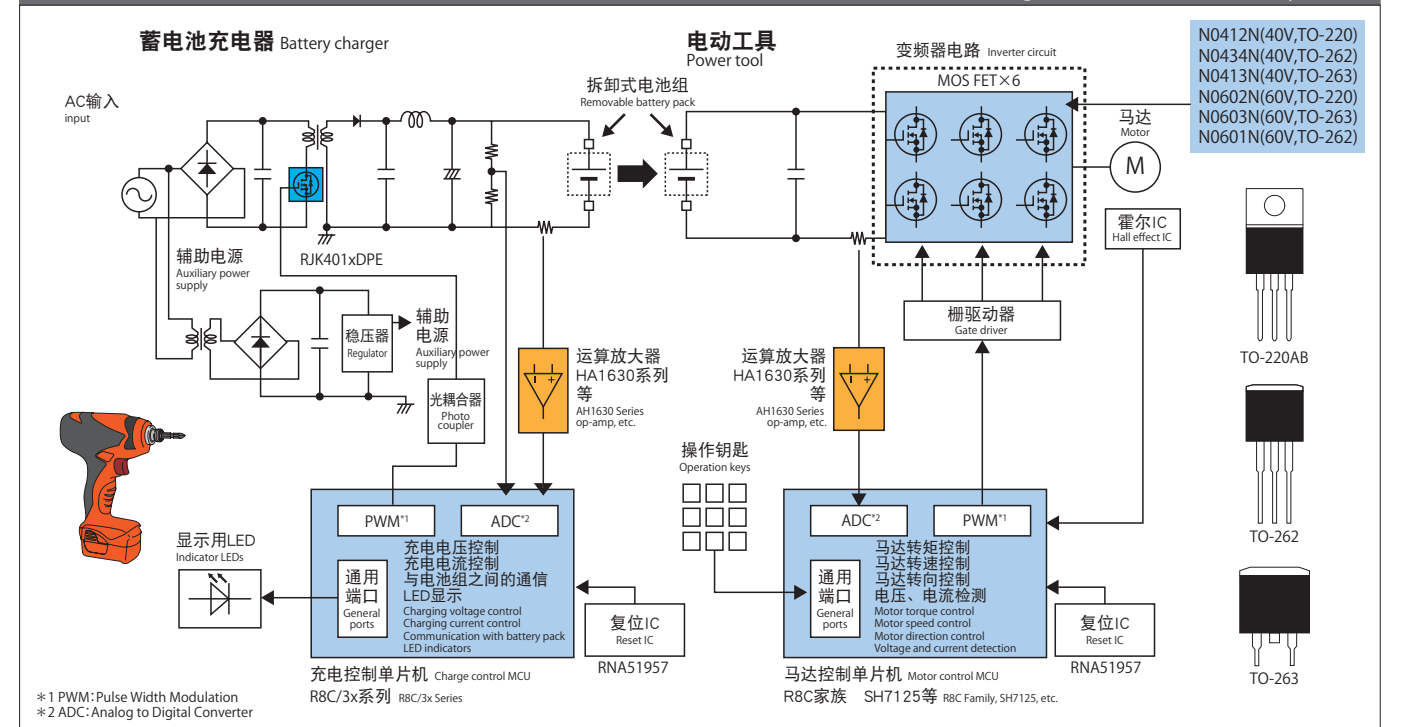 蓄电池充电器 Battery charger
AC输入
input
辅助电源
Auxiliary power
supply
RJK401xDPE
稳压器
Regulator
辅助
电源
Auxiliary power
supply
光耦合器
Photo
coupler
运算放大器
HA1630系列
等
AH1630 Series
op-amp, etc.
PWM*1
ADC*2
充电电压控制
充电电流控制
与电池组之间的通信
LED显示
Charging voltage control
Charging current control
Communication with battery pack
LED indicators
通用
端口
General
ports
显示用LED
Indicator LEDs
复位IC
Reset IC
RNA51957
充电控制单片机 Charge control MCU
R8C/3x系列 R8C/3x Series
*1 PWM:Pulse Width Modulation
*2 ADC:Analog to Digital Converter
拆卸式电池组
Removable battery pack
电动工具
Power tool
变频器电路 Inverter circuit
MOS FET×6
马达
Motor
M
霍尔IC
Hall effect IC
栅驱动器
Gate driver
运算放大器
HA1630系列
等
AH1630 Series
op-amp, etc.
操作钥匙
Operation keys
ADC*2
PWM*1
马达转矩控制
马达转速控制
马达转向控制
电压、电流检测
Motor torque control
Motor speed control
Motor direction control
Voltage and current detection
通用
端口
General
ports
复位IC
Reset IC
RNA51957
马达控制单片机 Motor control MCU
R8C家族 SH7125等 R8C Family, SH7125, etc.
N0412N(40V,TO-220)
N0434N(40V,TO-262)
N0413N(40V,TO-263)
N0602N(60V,TO-220)
N0603N(60V,TO-263)
N0601N(60V,TO-262)
TO-220AB
TO-262
TO-263